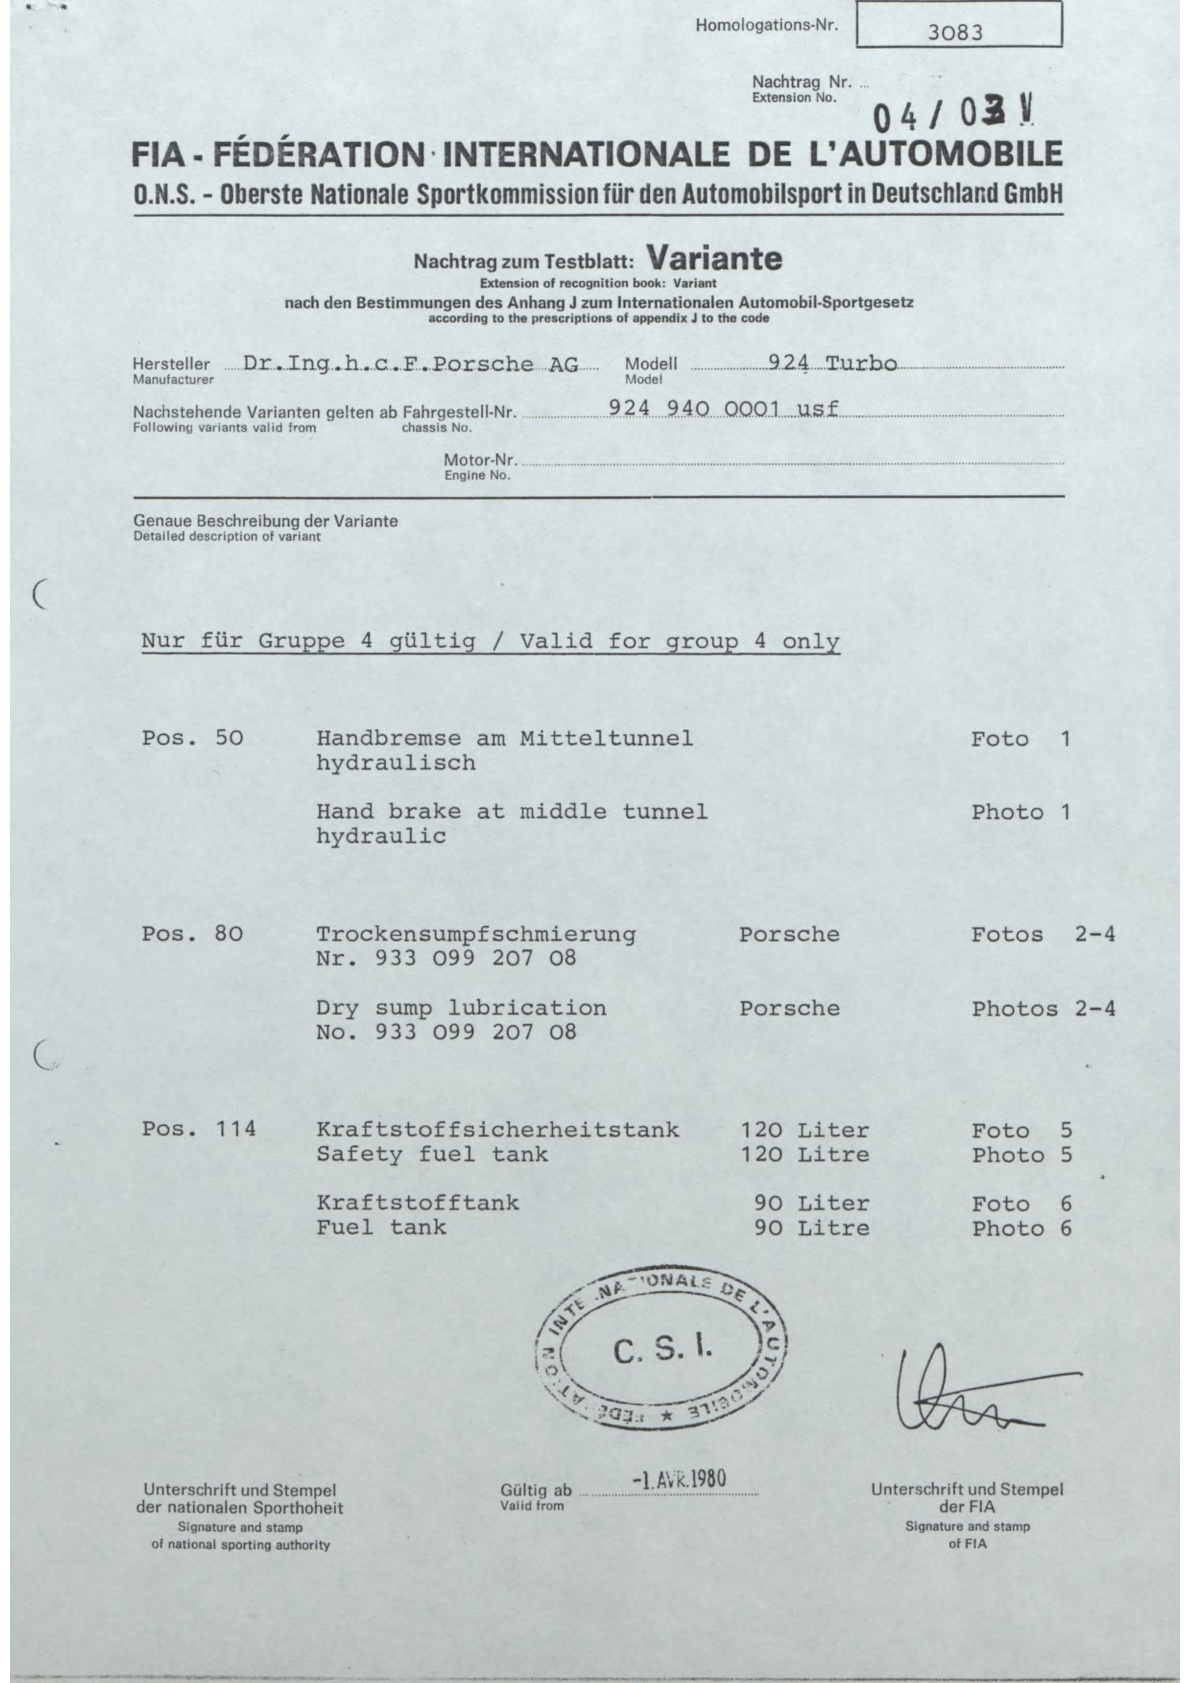 Homologations-Nr. 3083
Nachtrag Nr.
Extension No.
04/03 V
FIA - FÉDÉRATION INTERNATIONALE DE L'AUTOMOBILE
O.N.S. - Oberste Nationale Sportkommission für den Automobilsport in Deutschland GmbH
Nachtrag zum Testblatt: Variante
Extension of recognition book: Variant
nach den Bestimmungen des Anhang J zum Internationalen Automobil-Sportgesetz
according to the prescriptions of appendix J to the code
Hersteller Dr.Ing.h.c.F.Porsche AG Modell 924 Turbo
Manufacturer Model
Nachstehende Varianten gelten ab Fahrgestell-Nr. 924 940 0001 usf
Following variants valid from chassis No.
Motor-Nr.
Engine No.
Genaue Beschreibung der Variante
Detailed description of variant
Nur für Gruppe 4 gültig / Valid for group 4 only
Pos. 50 Handbremse am Mitteltunnel Foto 1
hydraulisch
Hand brake at middle tunnel Photo 1
hydraulic
Pos. 80 Trockensumpfschmierung Porsche Fotos 2-4
Nr. 933 099 207 08
Dry sump lubrication Porsche Photos 2-4
No. 933 099 207 08
Pos. 114 Kraftstoffsicherheitstank 120 Liter Foto 5
Safety fuel tank 120 Litre Photo 5
Kraftstofftank 90 Liter Foto 6
Fuel tank 90 Litre Photo 6
FÉDÉRATION INTERNATIONALE DE L'AUTOMOBILE ★
C. S. I.
Gültig ab -1.AVR.1980
Valid from
Unterschrift und Stempel
der nationalen Sporthoheit
Signature and stamp
of national sporting authority
Unterschrift und Stempel
der FIA
Signature and stamp
of FIA